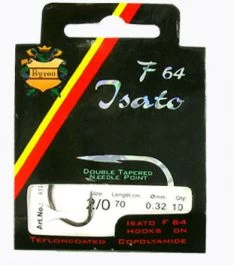 Byron
F 64
Isato
DOUBLE TAPERED
NEEDLE POINT
Art.No.:
Size Length cm Ø mm Qty
2/0 70 0.32 10
ISATO F 64
HOOKS ON
TEFLONCOATED COPOLYAMIDE